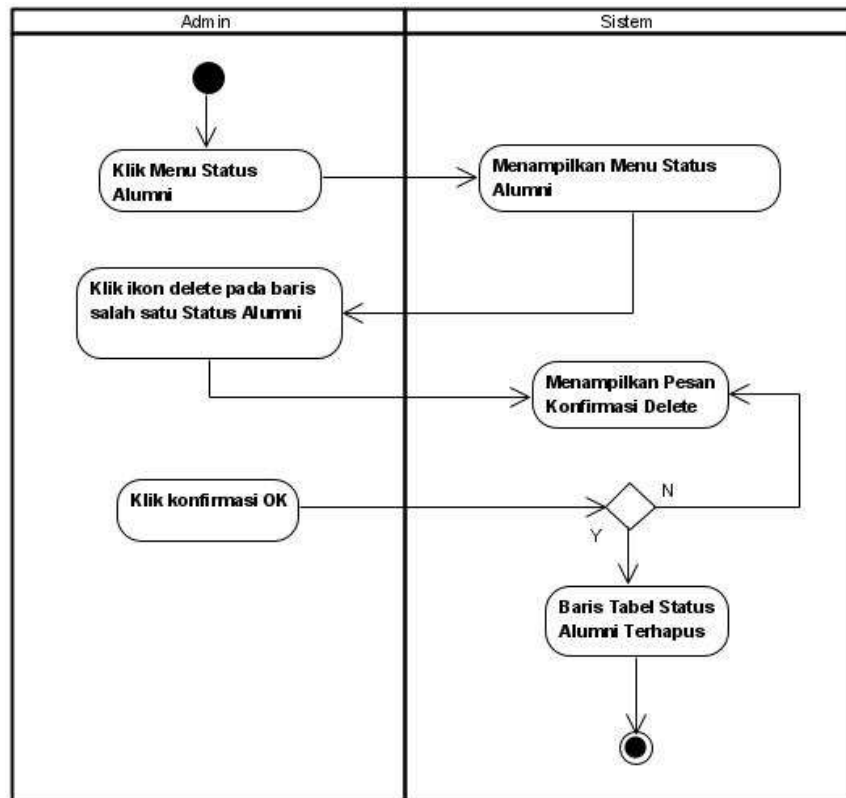 Admin
Sistem
Klik Menu Status
Alumni
Menampilkan Menu Status
Alumni
Klik ikon delete pada baris
salah satu Status Alumni
Menampilkan Pesan
Konfirmasi Delete
Klik konfirmasi OK
N
Y
Baris Tabel Status
Alumni Terhapus